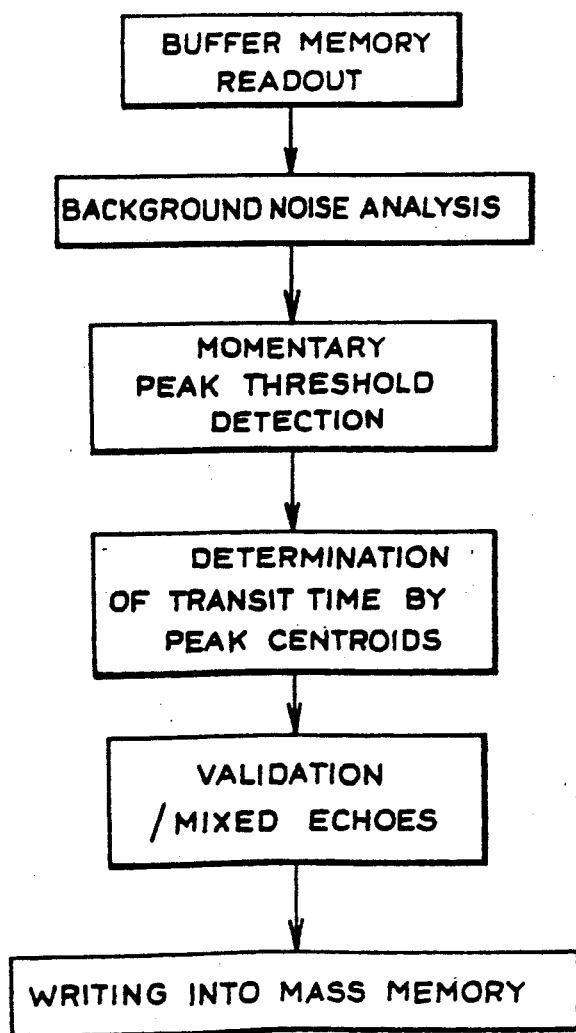 BUFFER MEMORY
READOUT
BACKGROUND NOISE ANALYSIS
MOMENTARY
PEAK THRESHOLD
DETECTION
DETERMINATION
OF TRANSIT TIME BY
PEAK CENTROIDS
VALIDATION
/MIXED ECHOES
WRITING INTO MASS MEMORY